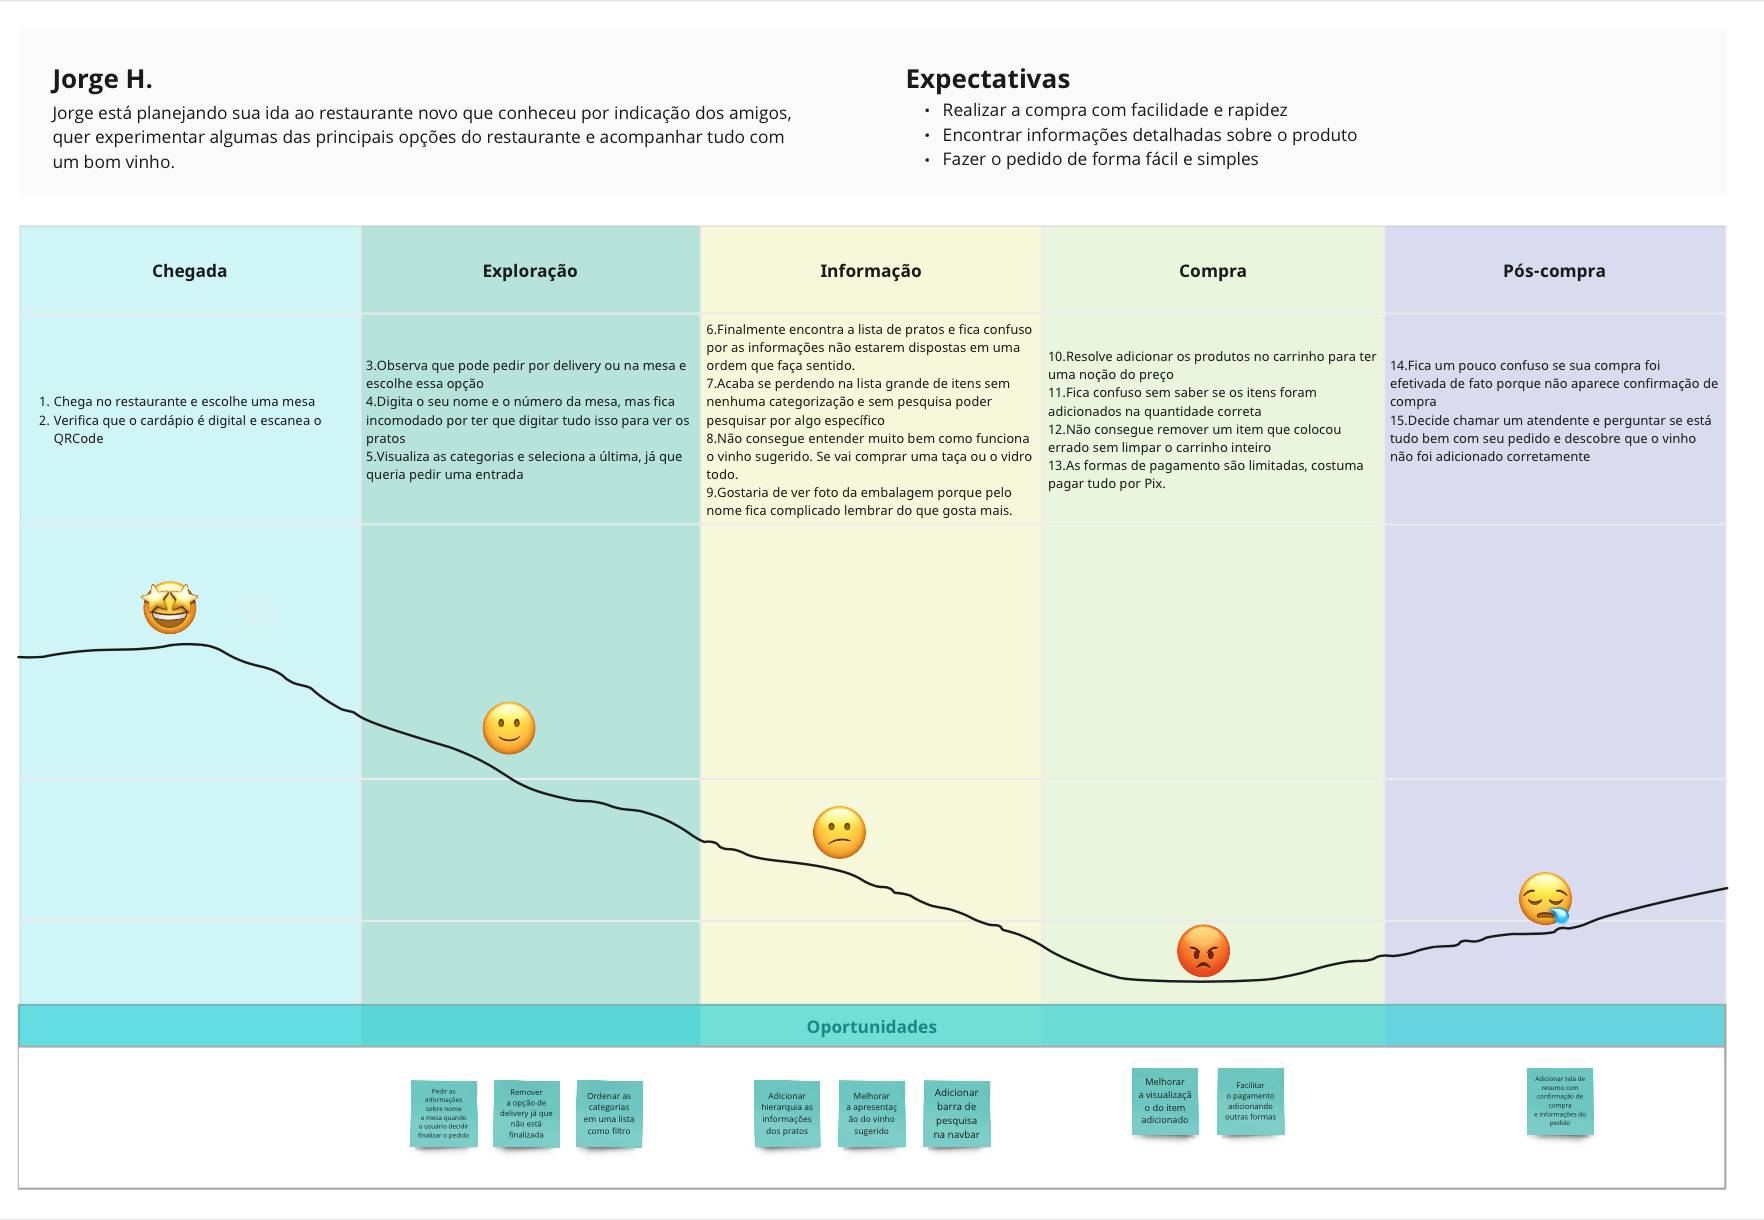 Jorge H.
Jorge está planejando sua ida ao restaurante novo que conheceu por indicação dos amigos,
quer experimentar algumas das principais opções do restaurante e acompanhar tudo com
um bom vinho.
Expectativas
• Realizar a compra com facilidade e rapidez
• Encontrar informações detalhadas sobre o produto
• Fazer o pedido de forma fácil e simples
Chegada
Exploração
Informação
Compra
Pós-compra
1. Chega no restaurante e escolhe uma mesa
2. Verifica que o cardápio é digital e escanea o
QRCode
3.Observa que pode pedir por delivery ou na mesa e
escolhe essa opção
4.Digita o seu nome e o número da mesa, mas fica
incomodado por ter que digitar tudo isso para ver os
pratos
5.Visualiza as categorias e seleciona a última, já que
queria pedir uma entrada
6.Finalmente encontra a lista de pratos e fica confuso
por as informações não estarem dispostas em uma
ordem que faça sentido.
7.Acaba se perdendo na lista grande de itens sem
nenhuma categorização e sem pesquisa poder
pesquisar por algo específico
8.Não consegue entender muito bem como funciona
o vinho sugerido. Se vai comprar uma taça ou o vidro
todo.
9.Gostaria de ver foto da embalagem porque pelo
nome fica complicado lembrar do que gosta mais.
10.Resolve adicionar os produtos no carrinho para ter
uma noção do preço
11.Fica confuso sem saber se os itens foram
adicionados na quantidade correta
12.Não consegue remover um item que colocou
errado sem limpar o carrinho inteiro
13.As formas de pagamento são limitadas, costuma
pagar tudo por Pix.
14.Fica um pouco confuso se sua compra foi
efetivada de fato porque não aparece confirmação de
compra
15.Decide chamar um atendente e perguntar se está
tudo bem com seu pedido e descobre que o vinho
não foi adicionado corretamente
Oportunidades
Pedir as
informações
sobre nome
e mesa quando
o usuário decidir
finalizar o pedido
Remover
a opção de
delivery já que
não está
finalizada
Ordenar as
categorias
em uma lista
como filtro
Adicionar
hierarquia as
informações
dos pratos
Melhorar
a apresentaç
ão do vinho
sugerido
Adicionar
barra de
pesquisa
na navbar
Melhorar
a visualizaçã
o do item
adicionado
Facilitar
o pagamento
adicionando
outras formas
Adicionar tela de
resumo com
confirmação de
compra
e informações do
pedido